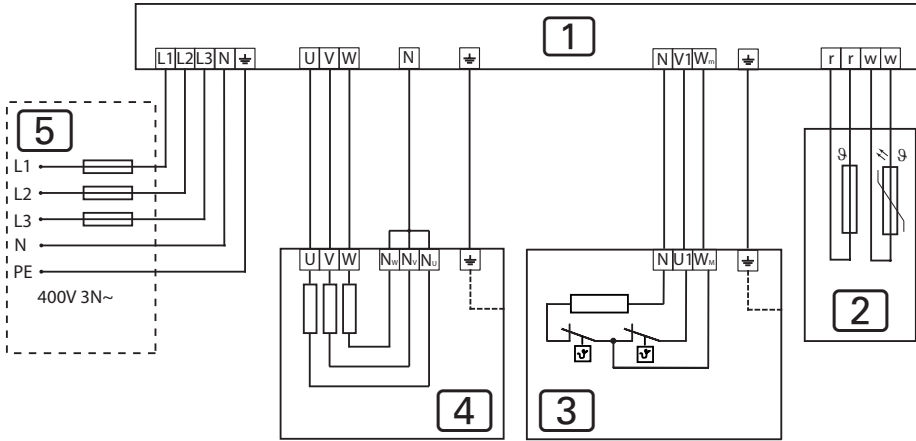 1
L1 L2 L3 N ⏚ U V W N ⏚ N V1 Wm ⏚ r r w w
5
L1
L2
L3
N
PE
400V 3N~
ϑ ϑ
2
U V W NW NV NU ⏚
4
N U1 WM ⏚
ϑ ϑ
3